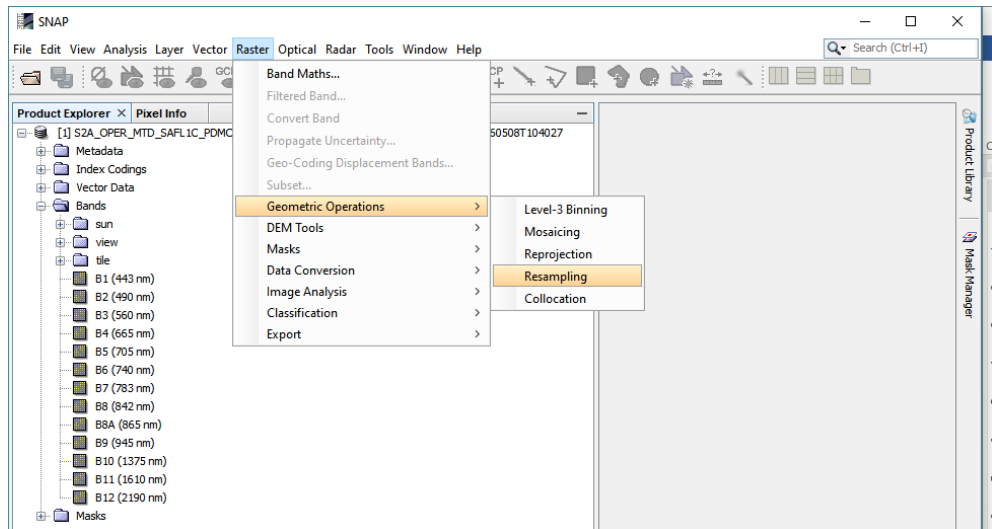 SNAP
File Edit View Analysis Layer Vector Raster Optical Radar Tools Window Help
Search (Ctrl+I)
GC
CP
Product Explorer Pixel Info
[1] S2A_OPER_MTD_SAFL1C_PDMC
60508T104027
Metadata
Index Codings
Vector Data
Bands
sun
view
tile
B1 (443 nm)
B2 (490 nm)
B3 (560 nm)
B4 (665 nm)
B5 (705 nm)
B6 (740 nm)
B7 (783 nm)
B8 (842 nm)
B8A (865 nm)
B9 (945 nm)
B10 (1375 nm)
B11 (1610 nm)
B12 (2190 nm)
Masks
Band Maths...
Filtered Band...
Convert Band
Propagate Uncertainty...
Geo-Coding Displacement Bands...
Subset...
Geometric Operations
DEM Tools
Masks
Data Conversion
Image Analysis
Classification
Export
Level-3 Binning
Mosaicing
Reprojection
Resampling
Collocation
Product Library
Mask Manager